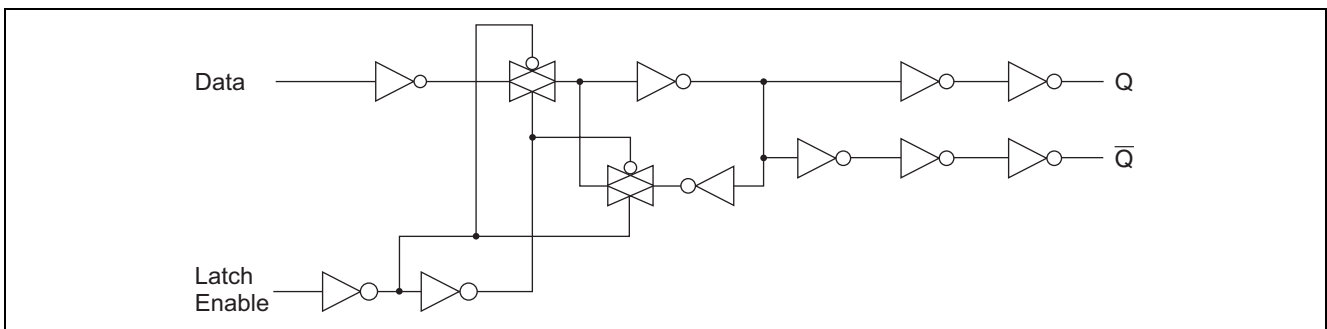 Data
Q
Q̅
Latch
Enable